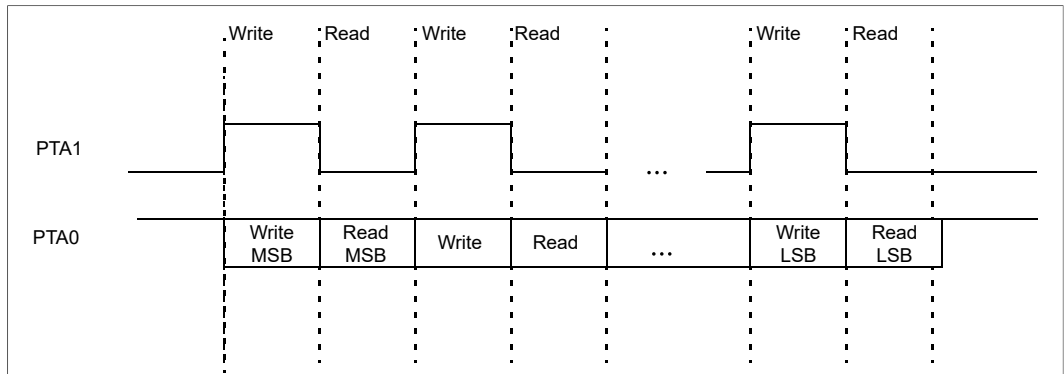 Write Read Write Read Write Read
PTA1
...
PTA0
Write
MSB
Read
MSB
Write
Read
...
Write
LSB
Read
LSB